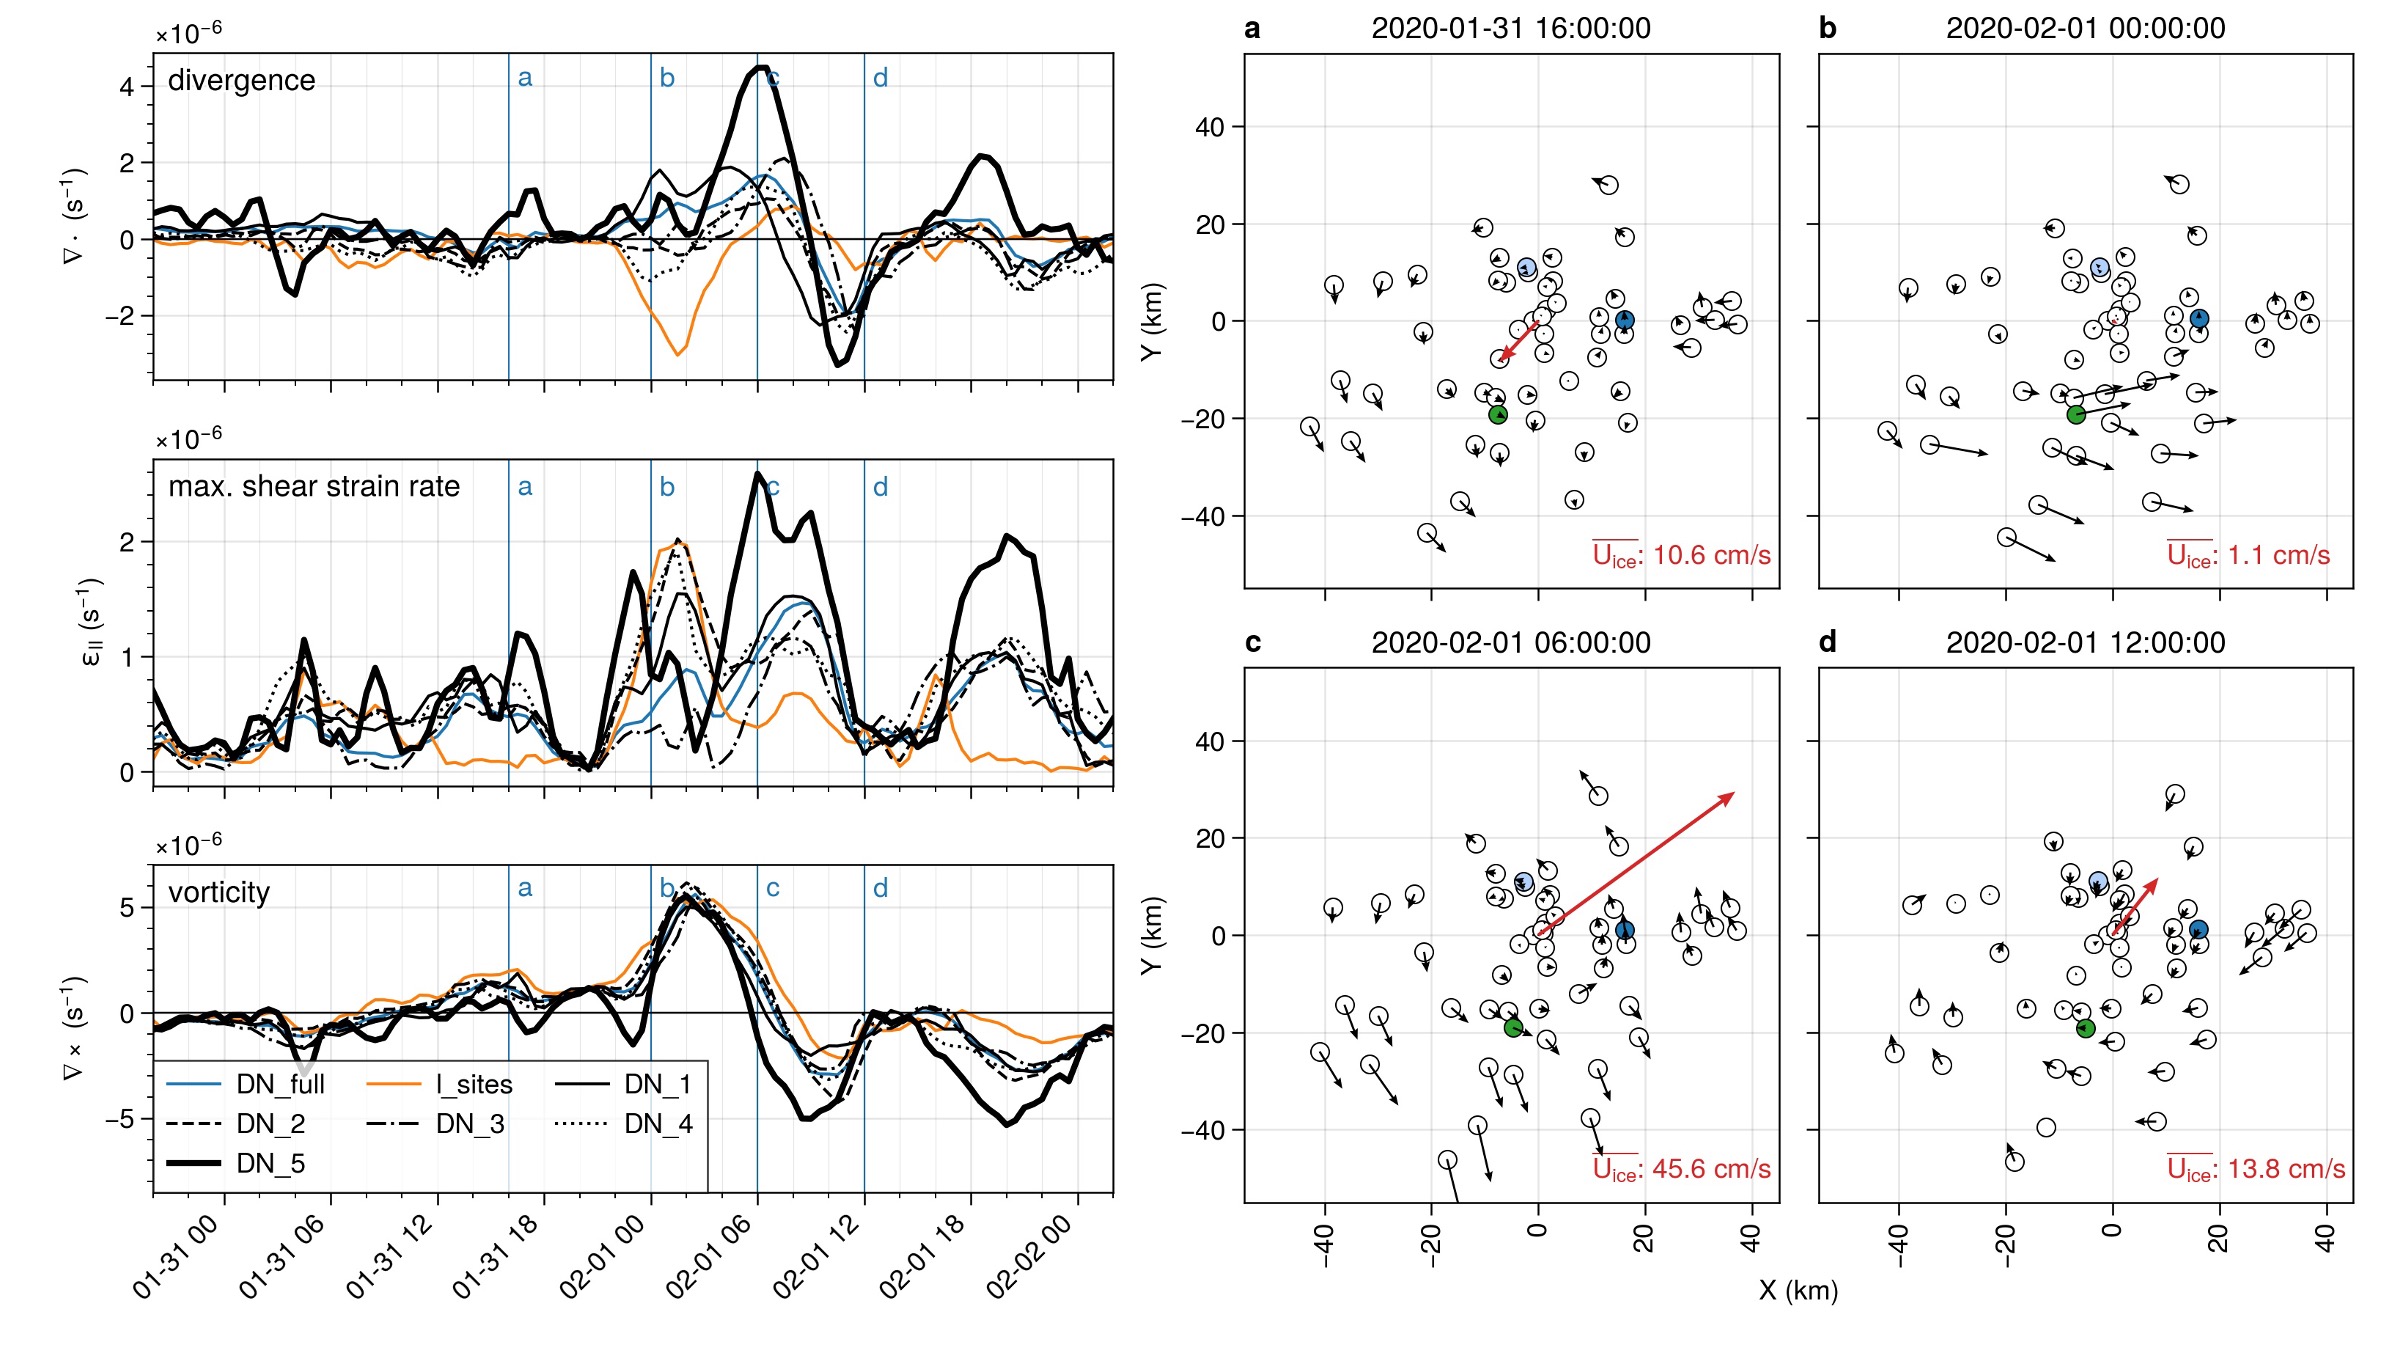 ×10⁻⁶
divergence
a
b
c
d
4
2
0
−2
∇· (s⁻¹)
×10⁻⁶
max. shear strain rate
a
b
c
d
2
1
0
ε_II (s⁻¹)
×10⁻⁶
vorticity
a
b
c
d
5
0
−5
∇ × (s⁻¹)
DN_full
I_sites
DN_1
DN_2
DN_3
DN_4
DN_5
01-31 00
01-31 06
01-31 12
01-31 18
02-01 00
02-01 06
02-01 12
02-01 18
02-02 00
a
2020-01-31 16:00:00
40
20
0
−20
−40
Y (km)
U_ice: 10.6 cm/s
b
2020-02-01 00:00:00
U_ice: 1.1 cm/s
c
2020-02-01 06:00:00
40
20
0
−20
−40
Y (km)
U_ice: 45.6 cm/s
−40
−20
0
20
40
d
2020-02-01 12:00:00
U_ice: 13.8 cm/s
−40
−20
0
20
40
X (km)